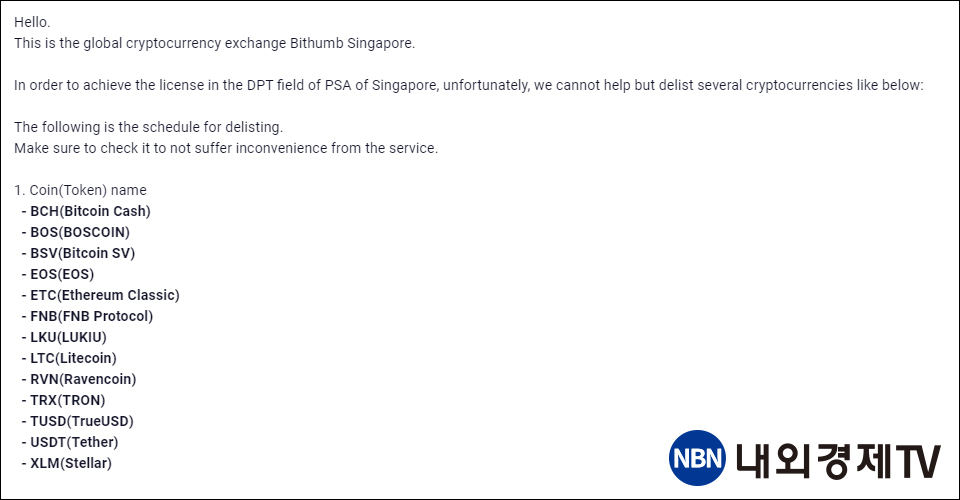 Hello.
This is the global cryptocurrency exchange Bithumb Singapore.
In order to achieve the license in the DPT field of PSA of Singapore, unfortunately, we cannot help but delist several cryptocurrencies like below:
The following is the schedule for delisting.
Make sure to check it to not suffer inconvenience from the service.
1. Coin(Token) name
- BCH(Bitcoin Cash)
- BOS(BOSCOIN)
- BSV(Bitcoin SV)
- EOS(EOS)
- ETC(Ethereum Classic)
- FNB(FNB Protocol)
- LKU(LUKIU)
- LTC(Litecoin)
- RVN(Ravencoin)
- TRX(TRON)
- TUSD(TrueUSD)
- USDT(Tether)
- XLM(Stellar)
NBN 내외경제TV